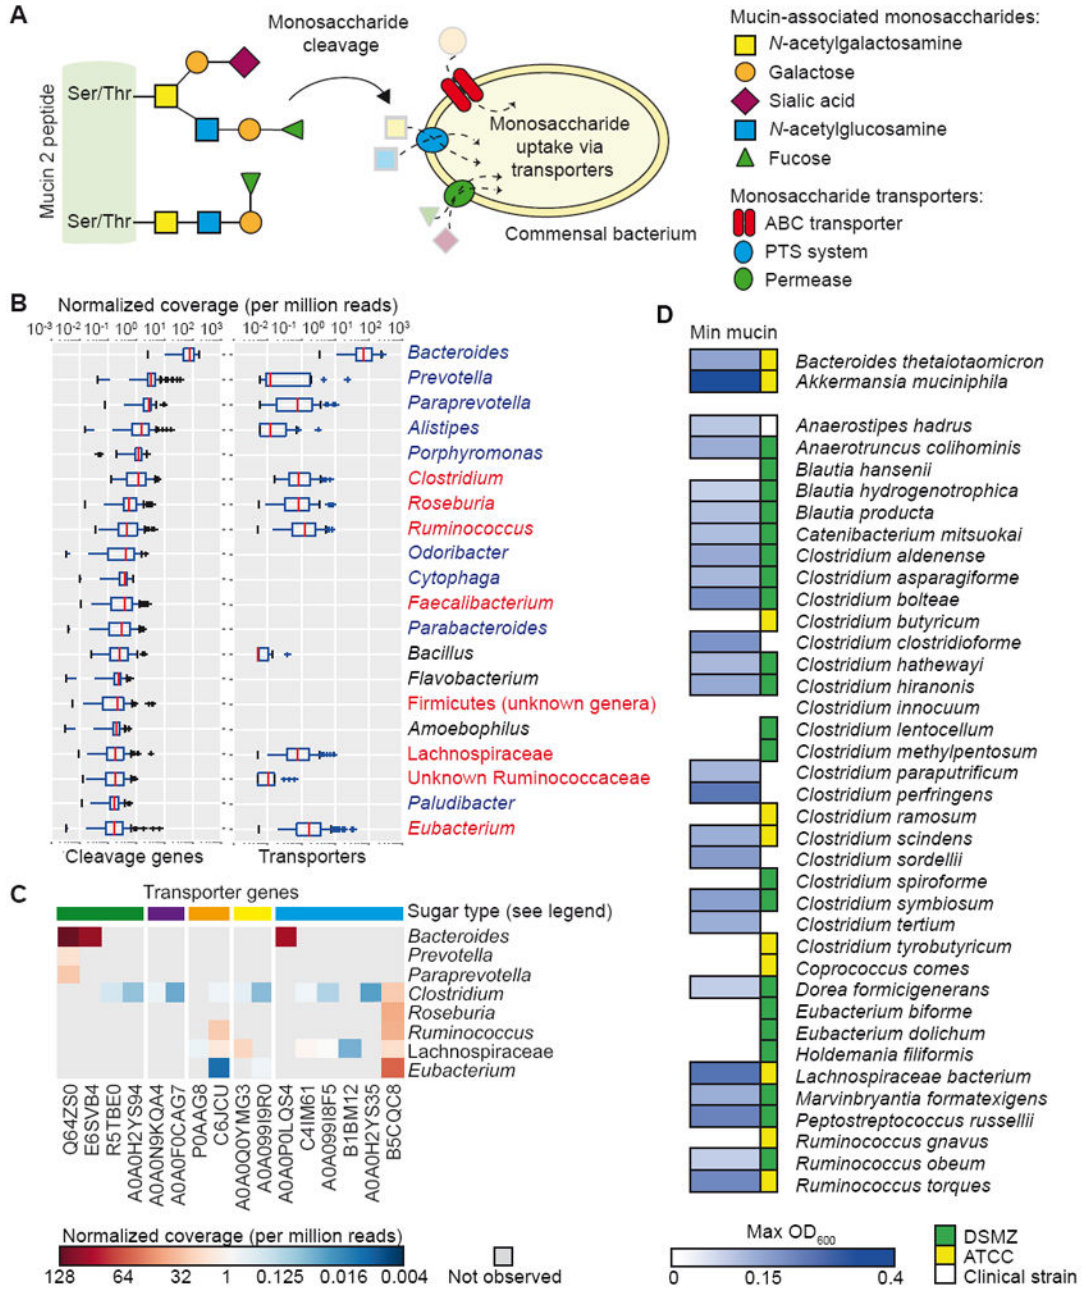 A
Mucin 2 peptide
Ser/Thr
Ser/Thr
Monosaccharide
cleavage
Monosaccharide
uptake via
transporters
Commensal bacterium
Mucin-associated monosaccharides:
N-acetylgalactosamine
Galactose
Sialic acid
N-acetylglucosamine
Fucose
Monosaccharide transporters:
ABC transporter
PTS system
Permease
B
Normalized coverage (per million reads)
10-3 10-2 10-1 100 101 102 103
10-2 10-1 100 101 102 103
Bacteroides
Prevotella
Paraprevotella
Alistipes
Porphyromonas
Clostridium
Roseburia
Ruminococcus
Odoribacter
Cytophaga
Faecalibacterium
Parabacteroides
Bacillus
Flavobacterium
Firmicutes (unknown genera)
Amoebophilus
Lachnospiraceae
Unknown Ruminococcaceae
Paludibacter
Eubacterium
Cleavage genes
Transporters
C
Transporter genes
Sugar type (see legend)
Bacteroides
Prevotella
Paraprevotella
Clostridium
Roseburia
Ruminococcus
Lachnospiraceae
Eubacterium
Q64ZS0
E6SVB4
R5TBE0
A0A0H2YS94
A0A0N9KQA4
A0A0F0CAG7
P0AAG8
C6JCU
A0A0Q0YMG3
A0A099I9R0
A0A0P0LQS4
C4IM61
A0A099I8F5
B1BM12
A0A0H2YS35
B5CQC8
Normalized coverage (per million reads)
128 64 32 1 0.125 0.016 0.004
Not observed
D
Min mucin
Bacteroides thetaiotaomicron
Akkermansia muciniphila
Anaerostipes hadrus
Anaerotruncus colihominis
Blautia hansenii
Blautia hydrogenotrophica
Blautia producta
Catenibacterium mitsuokai
Clostridium aldenense
Clostridium asparagiforme
Clostridium bolteae
Clostridium butyricum
Clostridium clostridioforme
Clostridium hathewayi
Clostridium hiranonis
Clostridium innocuum
Clostridium lentocellum
Clostridium methylpentosum
Clostridium paraputrificum
Clostridium perfringens
Clostridium ramosum
Clostridium scindens
Clostridium sordellii
Clostridium spiroforme
Clostridium symbiosum
Clostridium tertium
Clostridium tyrobutyricum
Coprococcus comes
Dorea formicigenerans
Eubacterium biforme
Eubacterium dolichum
Holdemania filiformis
Lachnospiraceae bacterium
Marvinbryantia formatexigens
Peptostreptococcus russellii
Ruminococcus gnavus
Ruminococcus obeum
Ruminococcus torques
Max OD600
0 0.15 0.4
DSMZ
ATCC
Clinical strain